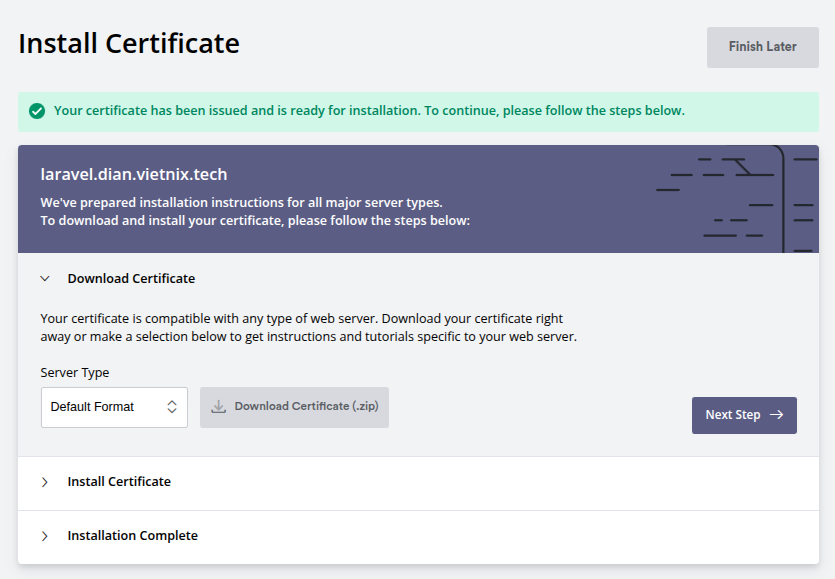 Install Certificate
Finish Later
Your certificate has been issued and is ready for installation. To continue, please follow the steps below.
laravel.dian.vietnix.tech
We've prepared installation instructions for all major server types.
To download and install your certificate, please follow the steps below:
Download Certificate
Your certificate is compatible with any type of web server. Download your certificate right
away or make a selection below to get instructions and tutorials specific to your web server.
Server Type
Default Format
Download Certificate (.zip)
Next Step
Install Certificate
Installation Complete